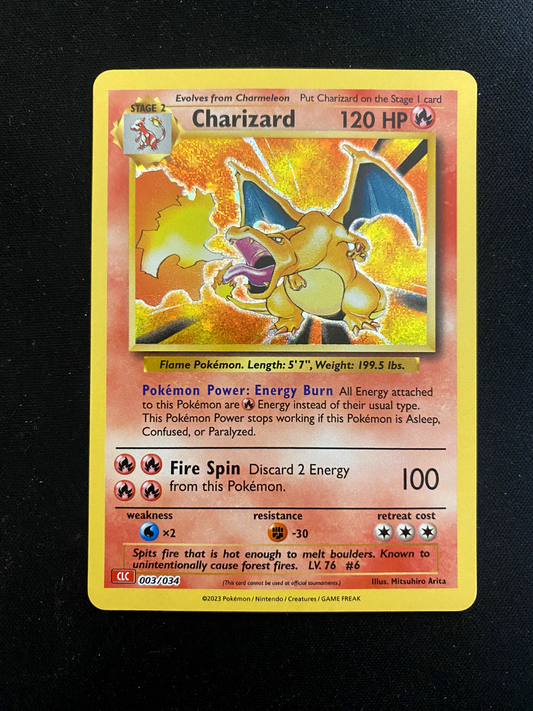 Evolves from Charmeleon Put Charizard on the Stage 1 card
STAGE 2
Charizard 120 HP
Flame Pokémon. Length: 5'7", Weight: 199.5 lbs.
Pokémon Power: Energy Burn All Energy attached
to this Pokémon are Energy instead of their usual type.
This Pokémon Power stops working if this Pokémon is Asleep,
Confused, or Paralyzed.
Fire Spin Discard 2 Energy
from this Pokémon.
100
weakness resistance retreat cost
×2 -30
Spits fire that is hot enough to melt boulders. Known to
unintentionally cause forest fires. LV. 76 #6
CLC 003/034 (This card cannot be used at official tournaments.) Illus. Mitsuhiro Arita
©2023 Pokémon / Nintendo / Creatures / GAME FREAK